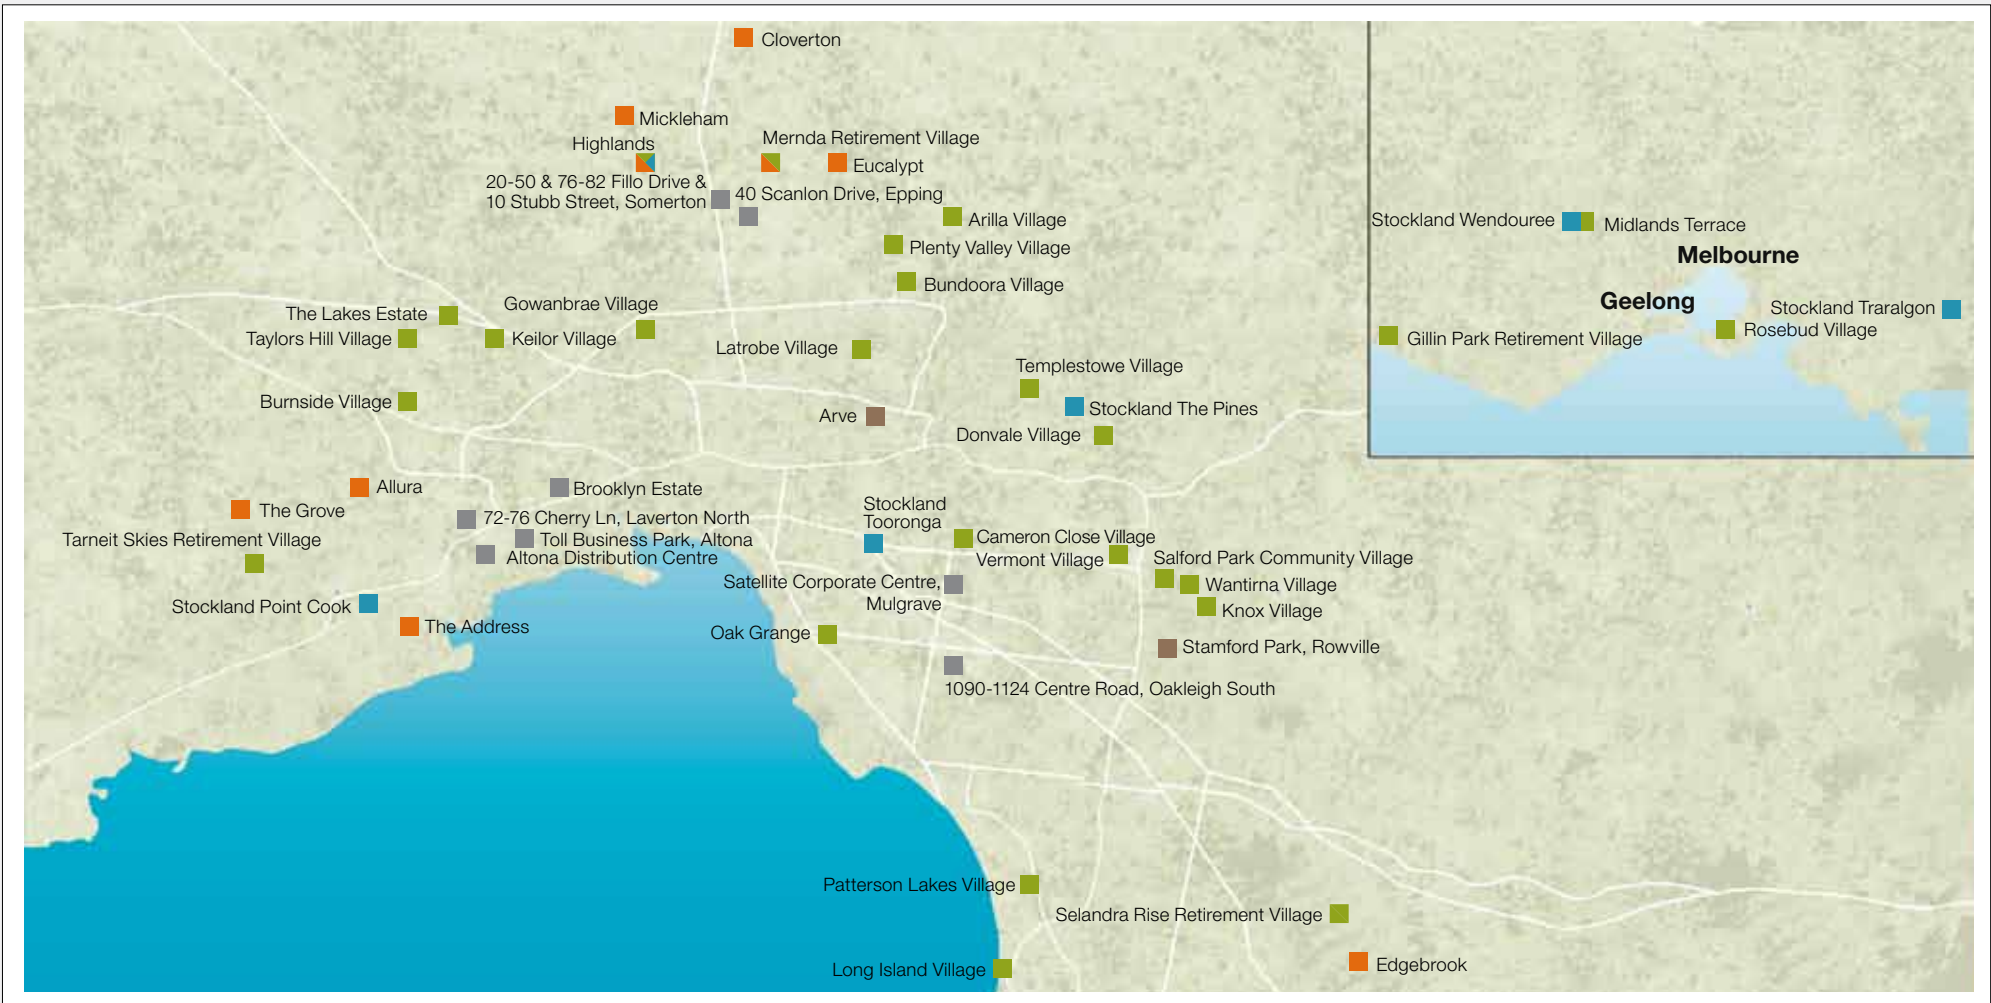 Cloverton
Mickleham
Highlands
Mernda Retirement Village
Eucalypt
20-50 & 76-82 Fillo Drive &
10 Stubb Street, Somerton
40 Scanlon Drive, Epping
Arilla Village
Plenty Valley Village
Bundoora Village
Stockland Wendouree
Midlands Terrace
Melbourne
Geelong
Stockland Traralgon
Rosebud Village
Gillin Park Retirement Village
The Lakes Estate
Gowanbrae Village
Taylors Hill Village
Keilor Village
Latrobe Village
Templestowe Village
Burnside Village
Arve
Stockland The Pines
Donvale Village
Allura
The Grove
Brooklyn Estate
72-76 Cherry Ln, Laverton North
Tarneit Skies Retirement Village
Toll Business Park, Altona
Altona Distribution Centre
Stockland
Tooronga
Cameron Close Village
Vermont Village
Salford Park Community Village
Satellite Corporate Centre,
Mulgrave
Wantirna Village
Knox Village
Stockland Point Cook
The Address
Oak Grange
Stamford Park, Rowville
1090-1124 Centre Road, Oakleigh South
Patterson Lakes Village
Selandra Rise Retirement Village
Long Island Village
Edgebrook